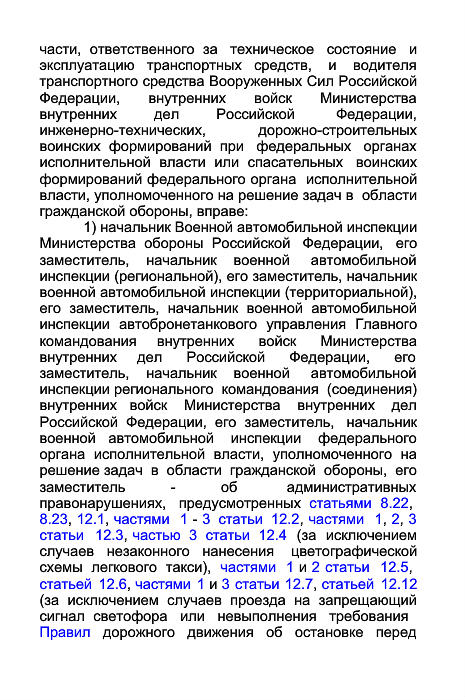 части, ответственного за техническое состояние и
эксплуатацию транспортных средств, и водителя
транспортного средства Вооруженных Сил Российской
Федерации, внутренних войск Министерства
внутренних дел Российской Федерации,
инженерно-технических, дорожно-строительных
воинских формирований при федеральных органах
исполнительной власти или спасательных воинских
формирований федерального органа исполнительной
власти, уполномоченного на решение задач в области
гражданской обороны, вправе:
1) начальник Военной автомобильной инспекции
Министерства обороны Российской Федерации, его
заместитель, начальник военной автомобильной
инспекции (региональной), его заместитель, начальник
военной автомобильной инспекции (территориальной),
его заместитель, начальник военной автомобильной
инспекции автобронетанкового управления Главного
командования внутренних войск Министерства
внутренних дел Российской Федерации, его
заместитель, начальник военной автомобильной
инспекции регионального командования (соединения)
внутренних войск Министерства внутренних дел
Российской Федерации, его заместитель, начальник
военной автомобильной инспекции федерального
органа исполнительной власти, уполномоченного на
решение задач в области гражданской обороны, его
заместитель - об административных
правонарушениях, предусмотренных статьями 8.22,
8.23, 12.1, частями 1 - 3 статьи 12.2, частями 1, 2, 3
статьи 12.3, частью 3 статьи 12.4 (за исключением
случаев незаконного нанесения цветографической
схемы легкового такси), частями 1 и 2 статьи 12.5,
статьей 12.6, частями 1 и 3 статьи 12.7, статьей 12.12
(за исключением случаев проезда на запрещающий
сигнал светофора или невыполнения требования
Правил дорожного движения об остановке перед